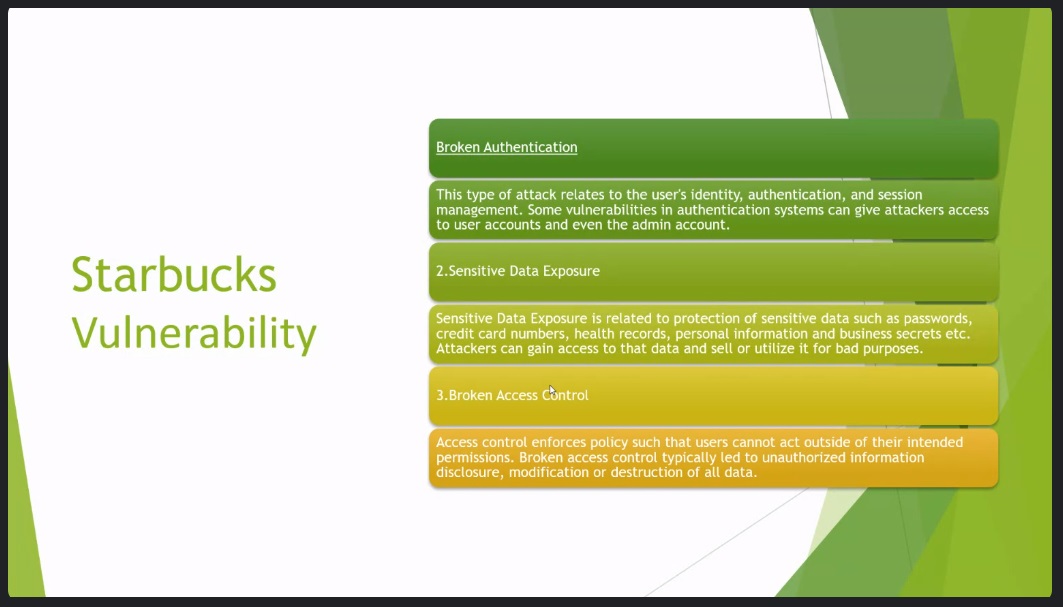 Starbucks
Vulnerability
Broken Authentication
This type of attack relates to the user's identity, authentication, and session
management. Some vulnerabilities in authentication systems can give attackers access
to user accounts and even the admin account.
2.Sensitive Data Exposure
Sensitive Data Exposure is related to protection of sensitive data such as passwords,
credit card numbers, health records, personal information and business secrets etc.
Attackers can gain access to that data and sell or utilize it for bad purposes.
3.Broken Access Control
Access control enforces policy such that users cannot act outside of their intended
permissions. Broken access control typically led to unauthorized information
disclosure, modification or destruction of all data.